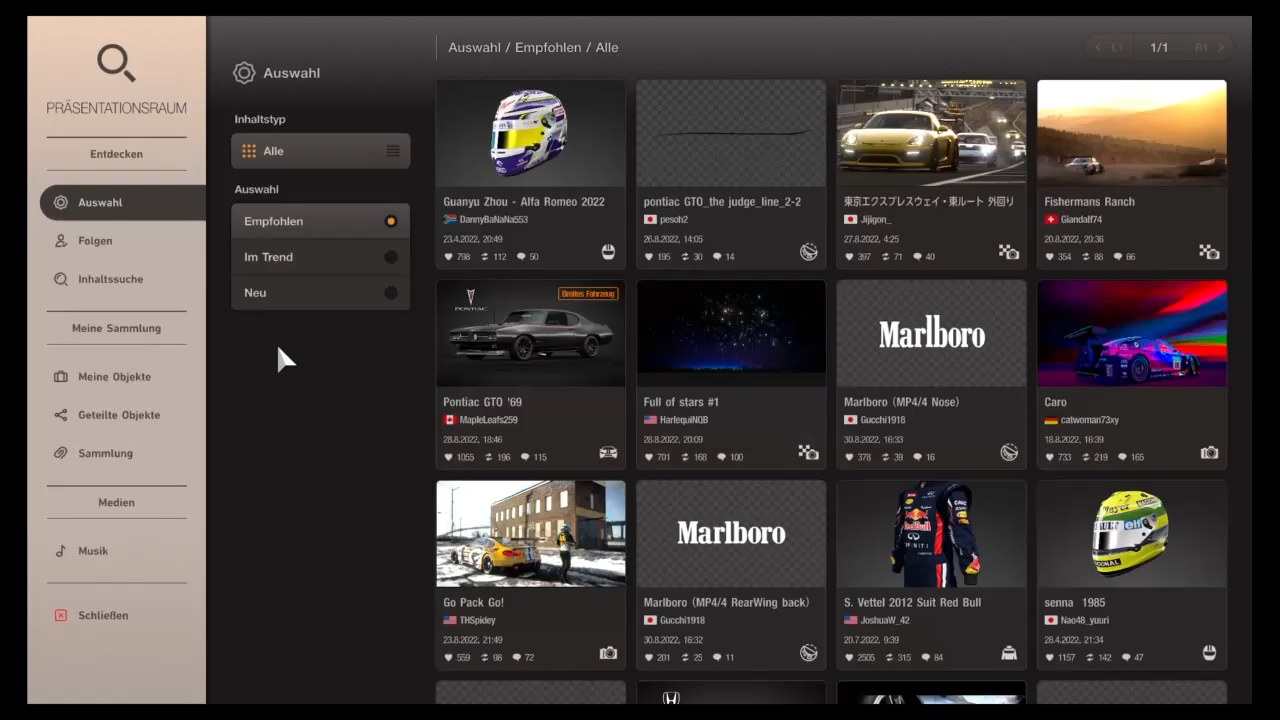 PRÄSENTATIONSRAUM
Entdecken
Auswahl
Folgen
Inhaltssuche
Meine Sammlung
Meine Objekte
Geteilte Objekte
Sammlung
Medien
Musik
Schließen
Auswahl
Inhaltstyp
Alle
Auswahl
Empfohlen
Im Trend
Neu
Auswahl / Empfohlen / Alle
L1
1/1
R1
Guanyu Zhou - Alfa Romeo 2022
DannyBaNaNa553
23.4.2022, 20:49
798 112 50
pontiac GTO_the judge_line_2-2
pesoh2
26.8.2022, 14:05
195 30 14
東京エクスプレスウェイ・東ルート 外回り
Jijigon_
27.8.2022, 4:25
397 71 40
Fishermans Ranch
Giandaff74
20.8.2022, 20:36
354 88 66
PONTIAC
Breites Fahrzeug
Pontiac GTO '69
MapleLeafs259
28.8.2022, 18:46
1055 196 115
Full of stars #1
HarlequiNQB
28.8.2022, 20:09
701 168 100
Marlboro
Marlboro (MP4/4 Nose)
Gucchi1918
30.8.2022, 16:33
378 39 16
Caro
catwoman73xy
18.8.2022, 16:39
733 219 165
Go Pack Go!
THSpidey
23.8.2022, 21:49
559 98 72
Marlboro
Marlboro (MP4/4 RearWing back)
Gucchi1918
30.8.2022, 16:32
201 25 11
RedBull
INFINITI
S. Vettel 2012 Suit Red Bull
JoshuaW_42
20.7.2022, 9:39
2505 315 84
elf
senna 1985
Nao48_yuuri
28.4.2022, 21:34
1157 142 47